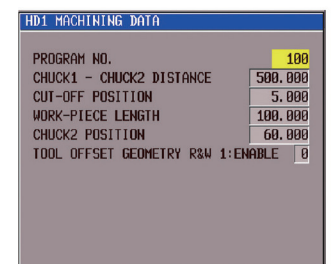 HD1 MACHINING DATA
PROGRAM NO. 100
CHUCK1 - CHUCK2 DISTANCE 500.000
CUT-OFF POSITION 5.000
WORK-PIECE LENGTH 100.000
CHUCK2 POSITION 60.000
TOOL OFFSET GEOMETRY R&W 1:ENABLE 0